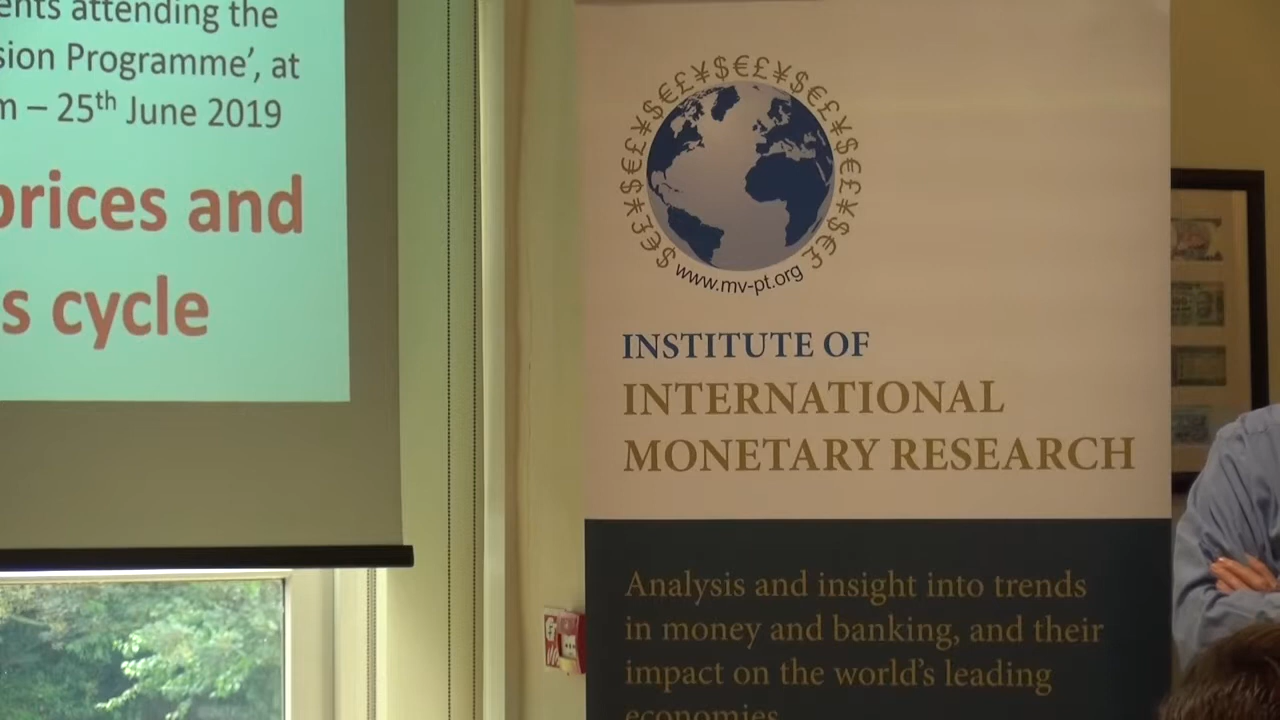 ents attending the
sion Programme’, at
m – 25th June 2019
prices and
s cycle
$€£¥$€£¥$€£¥$€£¥$€£¥$€£¥$€£¥$€£
www.mv-pt.org
INSTITUTE OF
INTERNATIONAL
MONETARY RESEARCH
Analysis and insight into trends
in money and banking, and their
impact on the world’s leading
economies